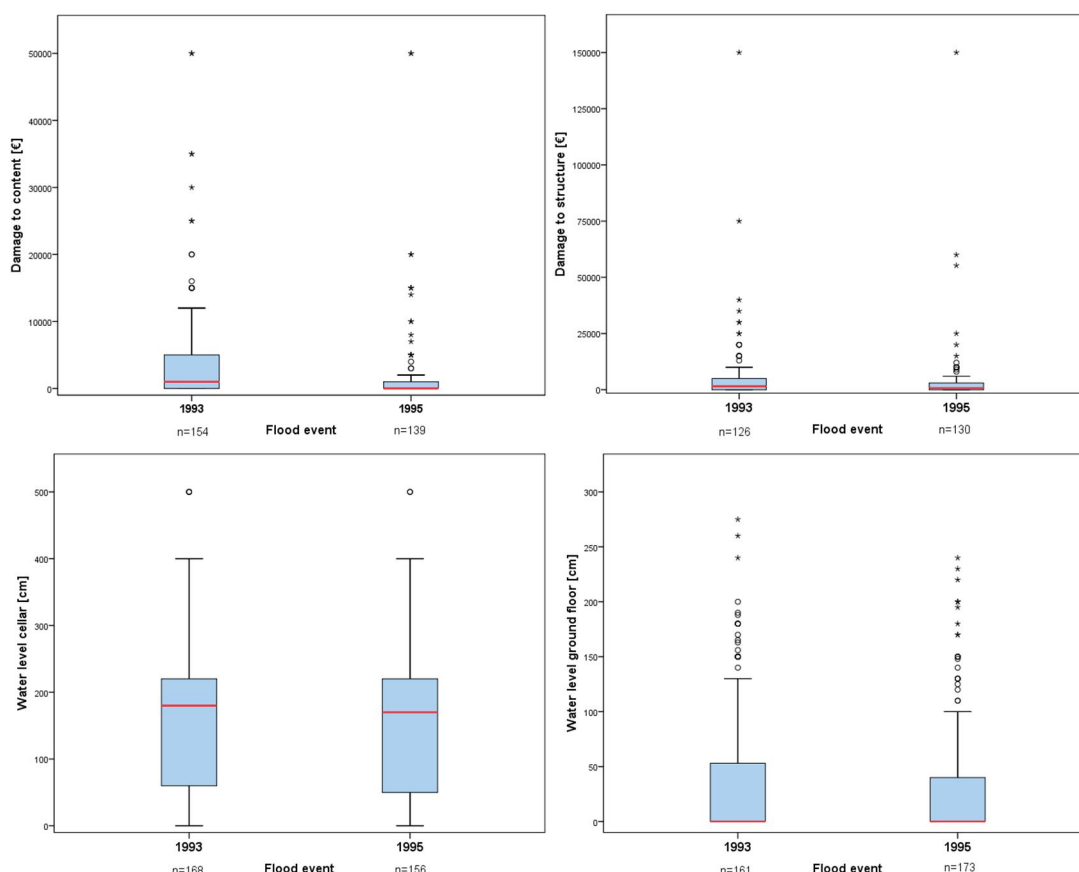 Damage to content [€]
50000
40000
30000
20000
10000
0
1993
1995
n=154
Flood event
n=139
Damage to structure [€]
150000
125000
100000
75000
50000
25000
0
1993
1995
n=126
Flood event
n=130
Water level cellar [cm]
500
400
300
200
100
0
1993
1995
n=168
Flood event
n=156
Water level ground floor [cm]
300
250
200
150
100
50
0
1993
1995
n=161
Flood event
n=173